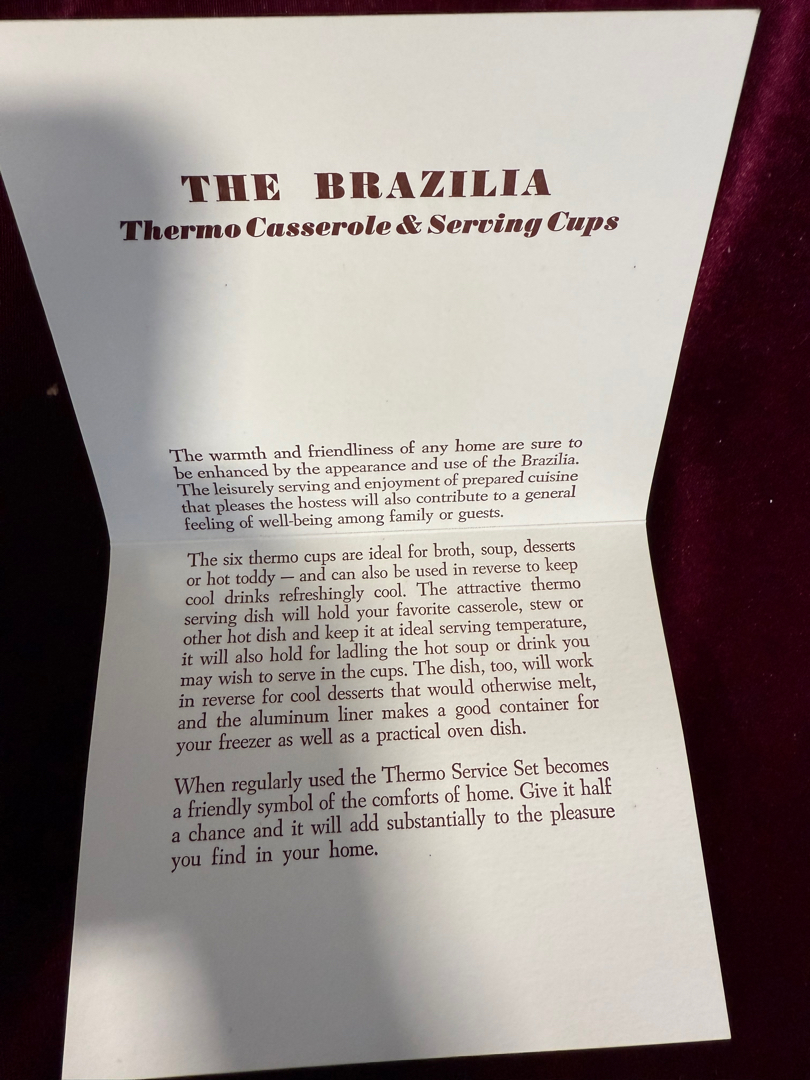 THE BRAZILIA
Thermo Casserole & Serving Cups
The warmth and friendliness of any home are sure to
be enhanced by the appearance and use of the Brazilia.
The leisurely serving and enjoyment of prepared cuisine
that pleases the hostess will also contribute to a general
feeling of well-being among family or guests.
The six thermo cups are ideal for broth, soup, desserts
or hot toddy — and can also be used in reverse to keep
cool drinks refreshingly cool. The attractive thermo
serving dish will hold your favorite casserole, stew or
other hot dish and keep it at ideal serving temperature,
it will also hold for ladling the hot soup or drink you
may wish to serve in the cups. The dish, too, will work
in reverse for cool desserts that would otherwise melt,
and the aluminum liner makes a good container for
your freezer as well as a practical oven dish.
When regularly used the Thermo Service Set becomes
a friendly symbol of the comforts of home. Give it half
a chance and it will add substantially to the pleasure
you find in your home.